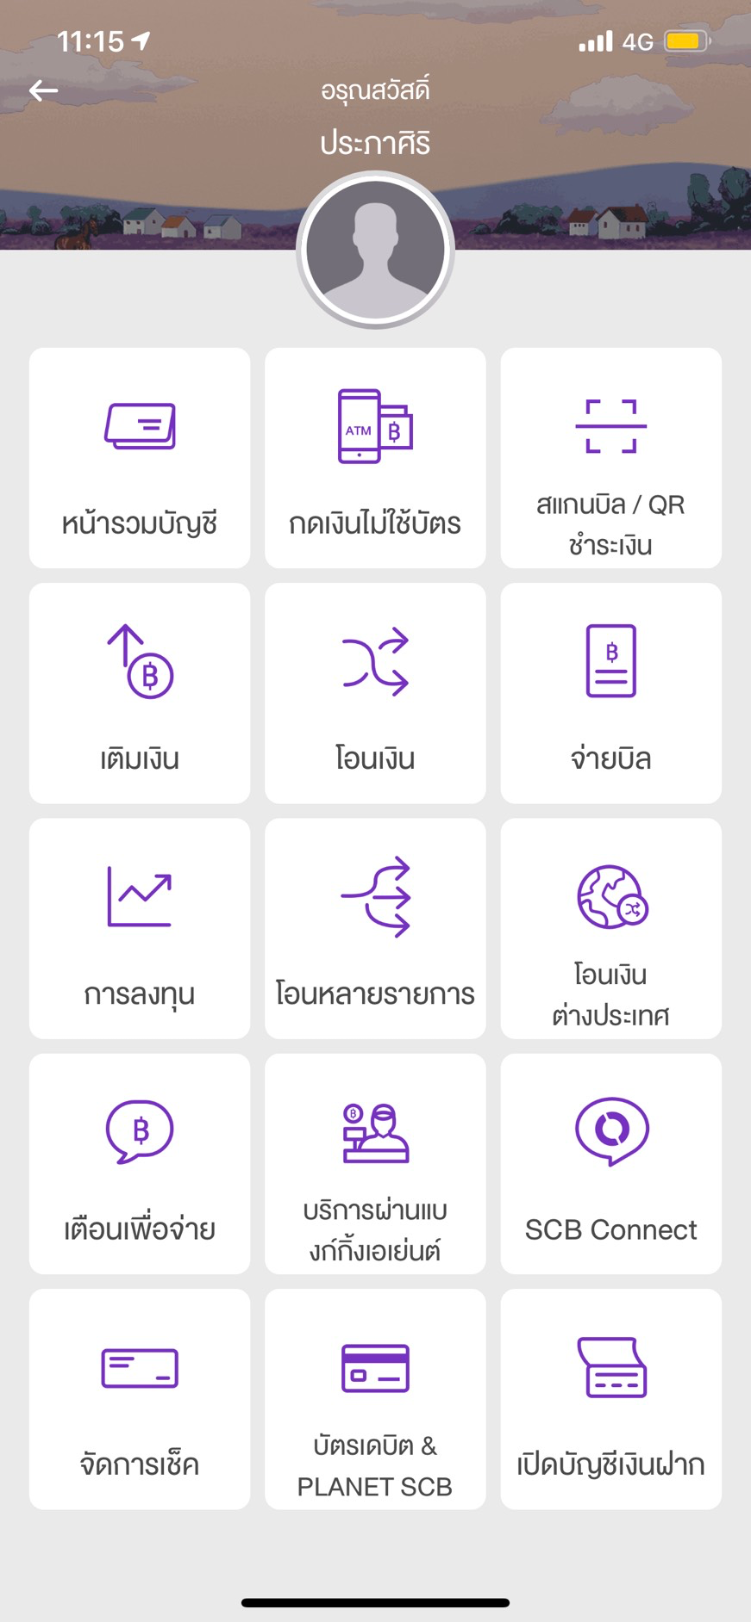 11:15 4G
อรุณสวัสดิ์
ประภาศิริ
หน้ารวมบัญชี
ATM ฿
กดเงินไม่ใช้บัตร
สแกนบิล / QR
ชำระเงิน
฿
เติมเงิน
โอนเงิน
฿
จ่ายบิล
การลงทุน
โอนหลายรายการ
โอนเงิน
ต่างประเทศ
฿
เตือนเพื่อจ่าย
฿
บริการผ่านแบ
งก์กิ้งเอเย่นต์
SCB Connect
จัดการเช็ค
บัตรเดบิต &
PLANET SCB
เปิดบัญชีเงินฝาก